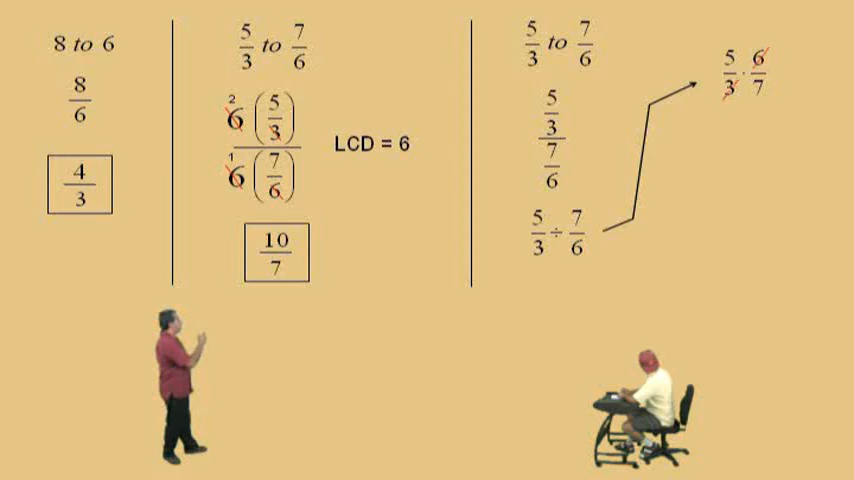 8 to 6
8/6
4/3
5/3 to 7/6
2
6 (5/3)
1
6 (7/6)
LCD = 6
10/7
5/3 to 7/6
5/3
7/6
5/3 ÷ 7/6
5/3 · 6/7